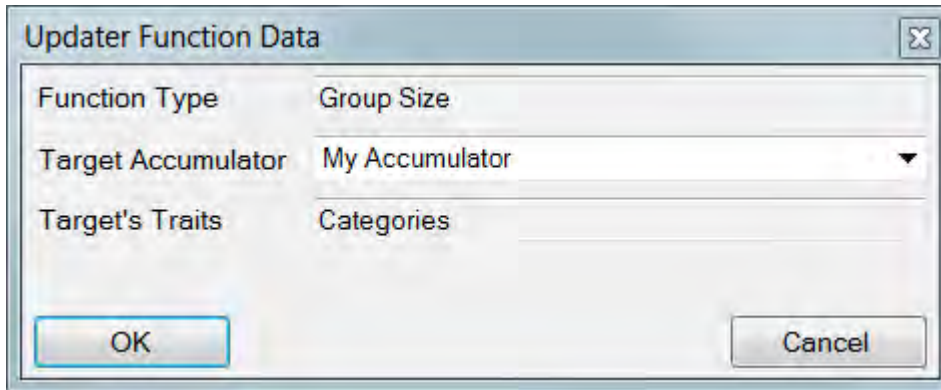 Updater Function Data
Function Type Group Size
Target Accumulator My Accumulator
Target's Traits Categories
OK Cancel